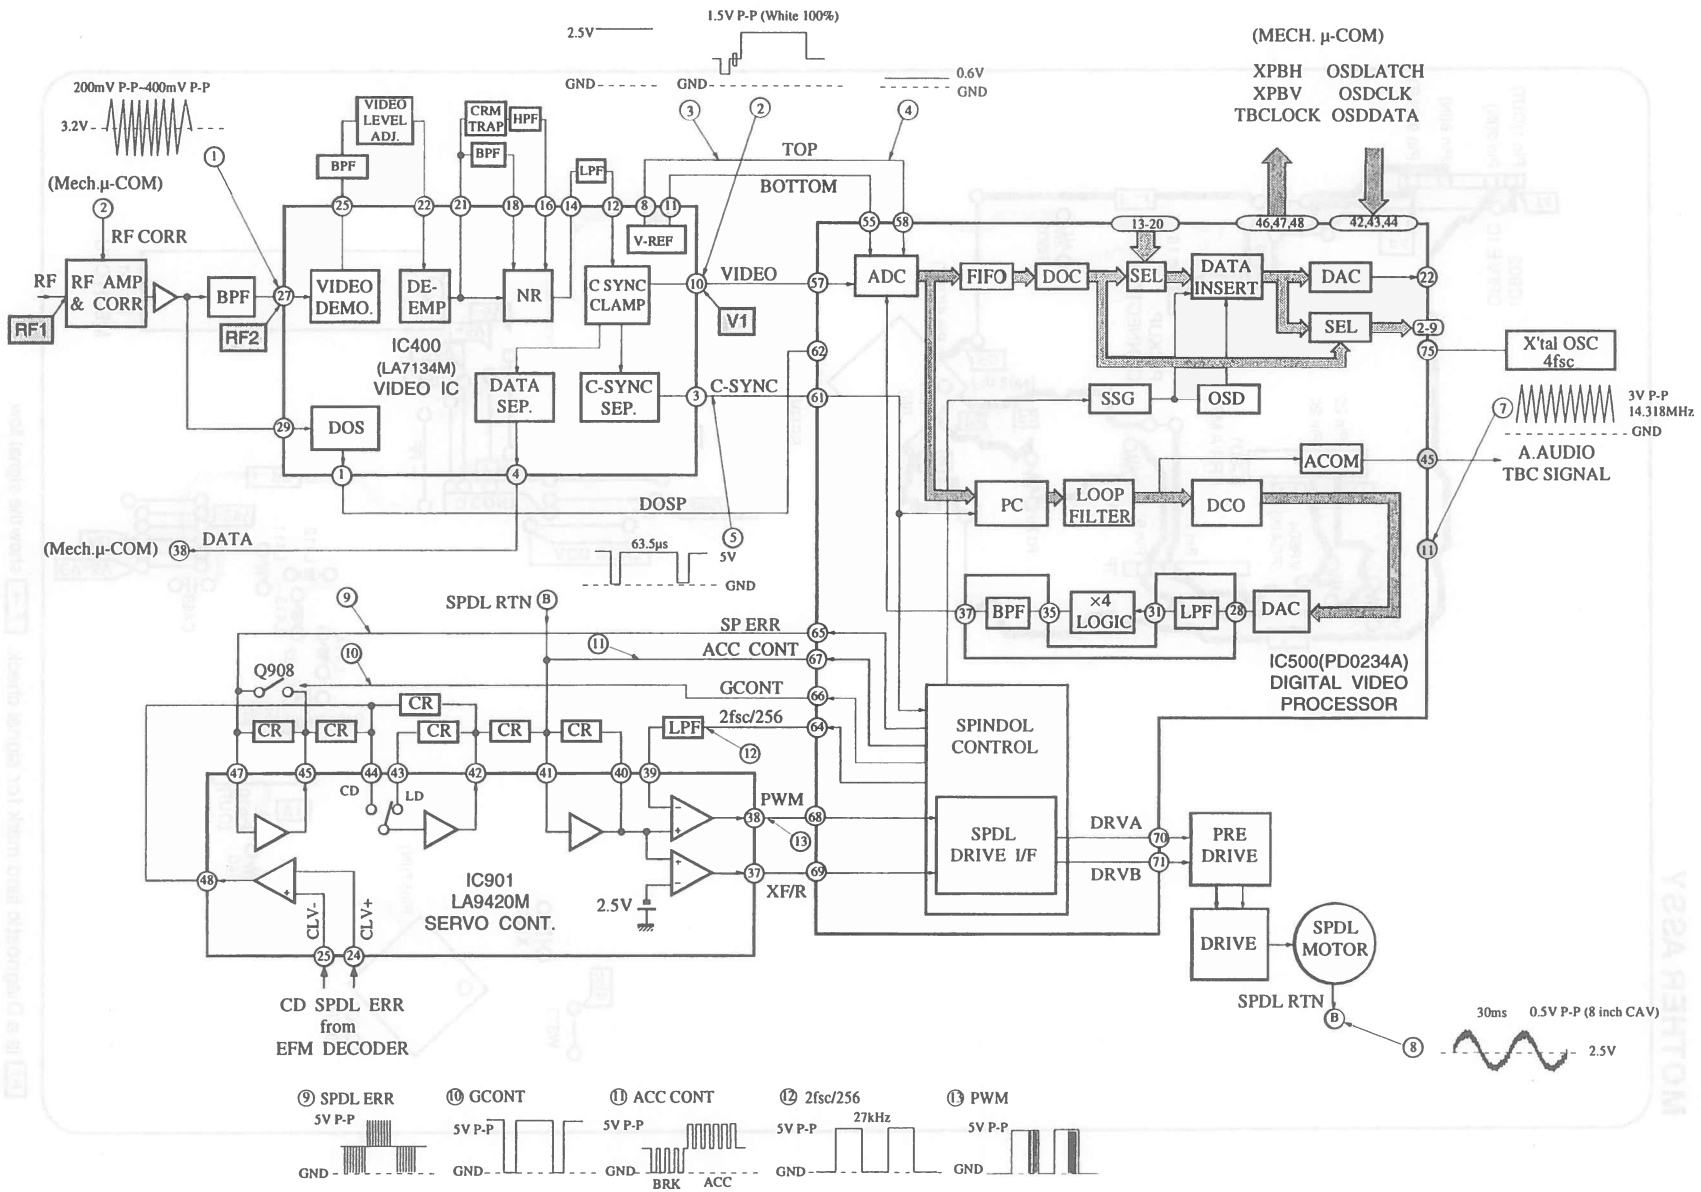 1.5V P-P (White 100%)
2.5V
GND
GND
0.6V
GND
(MECH. µ-COM)
XPBH OSDLATCH
XPBV OSDCLK
TBCLOCK OSDDATA
200mV P-P~400mV P-P
3.2V
1
(Mech.µ-COM)
2
RF CORR
RF
RF AMP
& CORR
BPF
RF1
RF2
27
VIDEO
LEVEL
ADJ.
BPF
CRM
TRAP
HPF
BPF
LPF
3
2
4
TOP
BOTTOM
25
22
21
18
16
14
12
8
11
V-REF
VIDEO
DEMO.
DE-
EMP
NR
C SYNC
CLAMP
10
VIDEO
V1
IC400
(LA7134M)
VIDEO IC
DATA
SEP.
C-SYNC
SEP.
3
C-SYNC
29
DOS
1
4
DOSP
(Mech.µ-COM)
38
DATA
63.5µs
5
5V
GND
55
58
13-20
46,47,48
42,43,44
57
ADC
FIFO
DOC
SEL
DATA
INSERT
DAC
22
SEL
2-9
62
61
75
X'tal OSC
4fsc
SSG
OSD
7
3V P-P
14.318MHz
GND
ACOM
45
A.AUDIO
TBC SIGNAL
PC
LOOP
FILTER
DCO
11
37
BPF
35
×4
LOGIC
31
LPF
28
DAC
IC500(PD0234A)
DIGITAL VIDEO
PROCESSOR
9
SPDL RTN
B
SP ERR
65
11
ACC CONT
67
10
Q908
GCONT
66
2fsc/256
64
LPF
12
CR
CR
CR
CR
CR
CR
47
45
44
43
42
41
40
39
CD
LD
PWM
38
13
68
37
XF/R
69
48
CLV-
CLV+
25
24
IC901
LA9420M
SERVO CONT.
2.5V
CD SPDL ERR
from
EFM DECODER
SPINDOL
CONTROL
SPDL
DRIVE I/F
DRVA
70
DRVB
71
PRE
DRIVE
DRIVE
SPDL
MOTOR
SPDL RTN
B
8
30ms 0.5V P-P (8 inch CAV)
2.5V
9 SPDL ERR
5V P-P
GND
10 GCONT
5V P-P
GND
11 ACC CONT
5V P-P
GND
BRK ACC
12 2fsc/256
27kHz
5V P-P
GND
13 PWM
5V P-P
GND
MOTHER ASSY